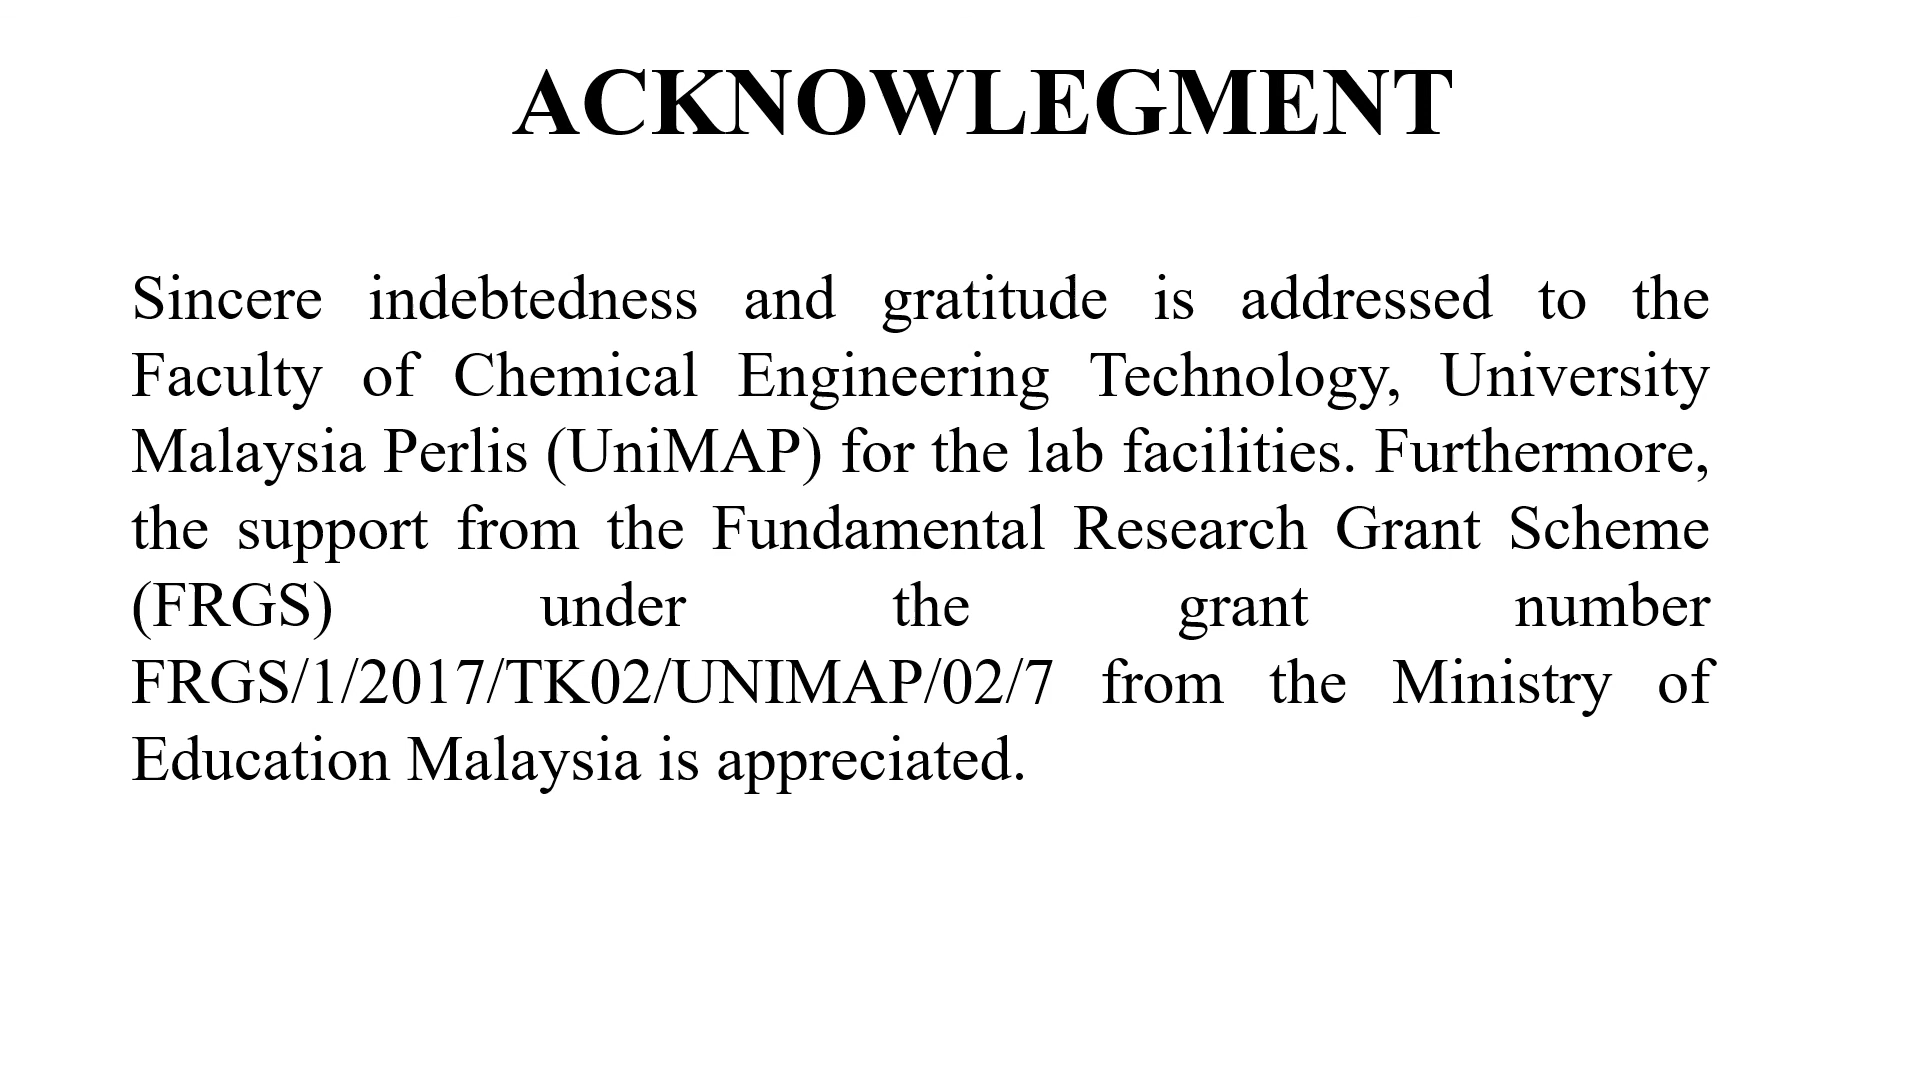 ACKNOWLEGMENT
Sincere indebtedness and gratitude is addressed to the
Faculty of Chemical Engineering Technology, University
Malaysia Perlis (UniMAP) for the lab facilities. Furthermore,
the support from the Fundamental Research Grant Scheme
(FRGS) under the grant number
FRGS/1/2017/TK02/UNIMAP/02/7 from the Ministry of
Education Malaysia is appreciated.